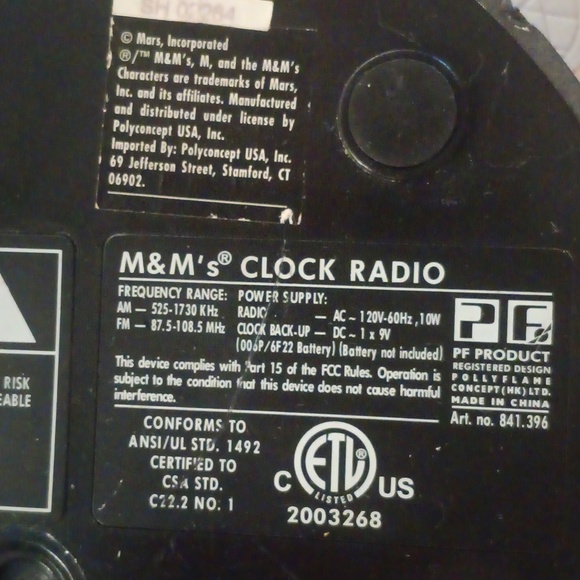 © Mars, Incorporated
®/™ M&M's, M, and the M&M's
Characters are trademarks of Mars,
Inc. and its affiliates. Manufactured
and distributed under license by
Polyconcept USA, Inc.
Imported By: Polyconcept USA, Inc.
69 Jefferson Street, Stamford, CT
06902.
RISK
EABLE
M&M's® CLOCK RADIO
FREQUENCY RANGE:
AM — 525-1730 KHz
FM — 87.5-108.5 MHz
POWER SUPPLY:
RADIO — AC ~ 120V-60Hz, 10W
CLOCK BACK-UP — DC ~ 1 x 9V
(006P/6F22 Battery) (Battery not included)
This device complies with Part 15 of the FCC Rules. Operation is
subject to the condition that this device does not cause harmful
interference.
PF
PF PRODUCT
REGISTERED DESIGN
POLLYFLAME
CONCEPT(HK) LTD.
MADE IN CHINA
Art. no. 841.396
CONFORMS TO
ANSI/UL STD. 1492
CERTIFIED TO
CSA STD.
C22.2 NO. 1
C ETL® US
LISTED
2003268